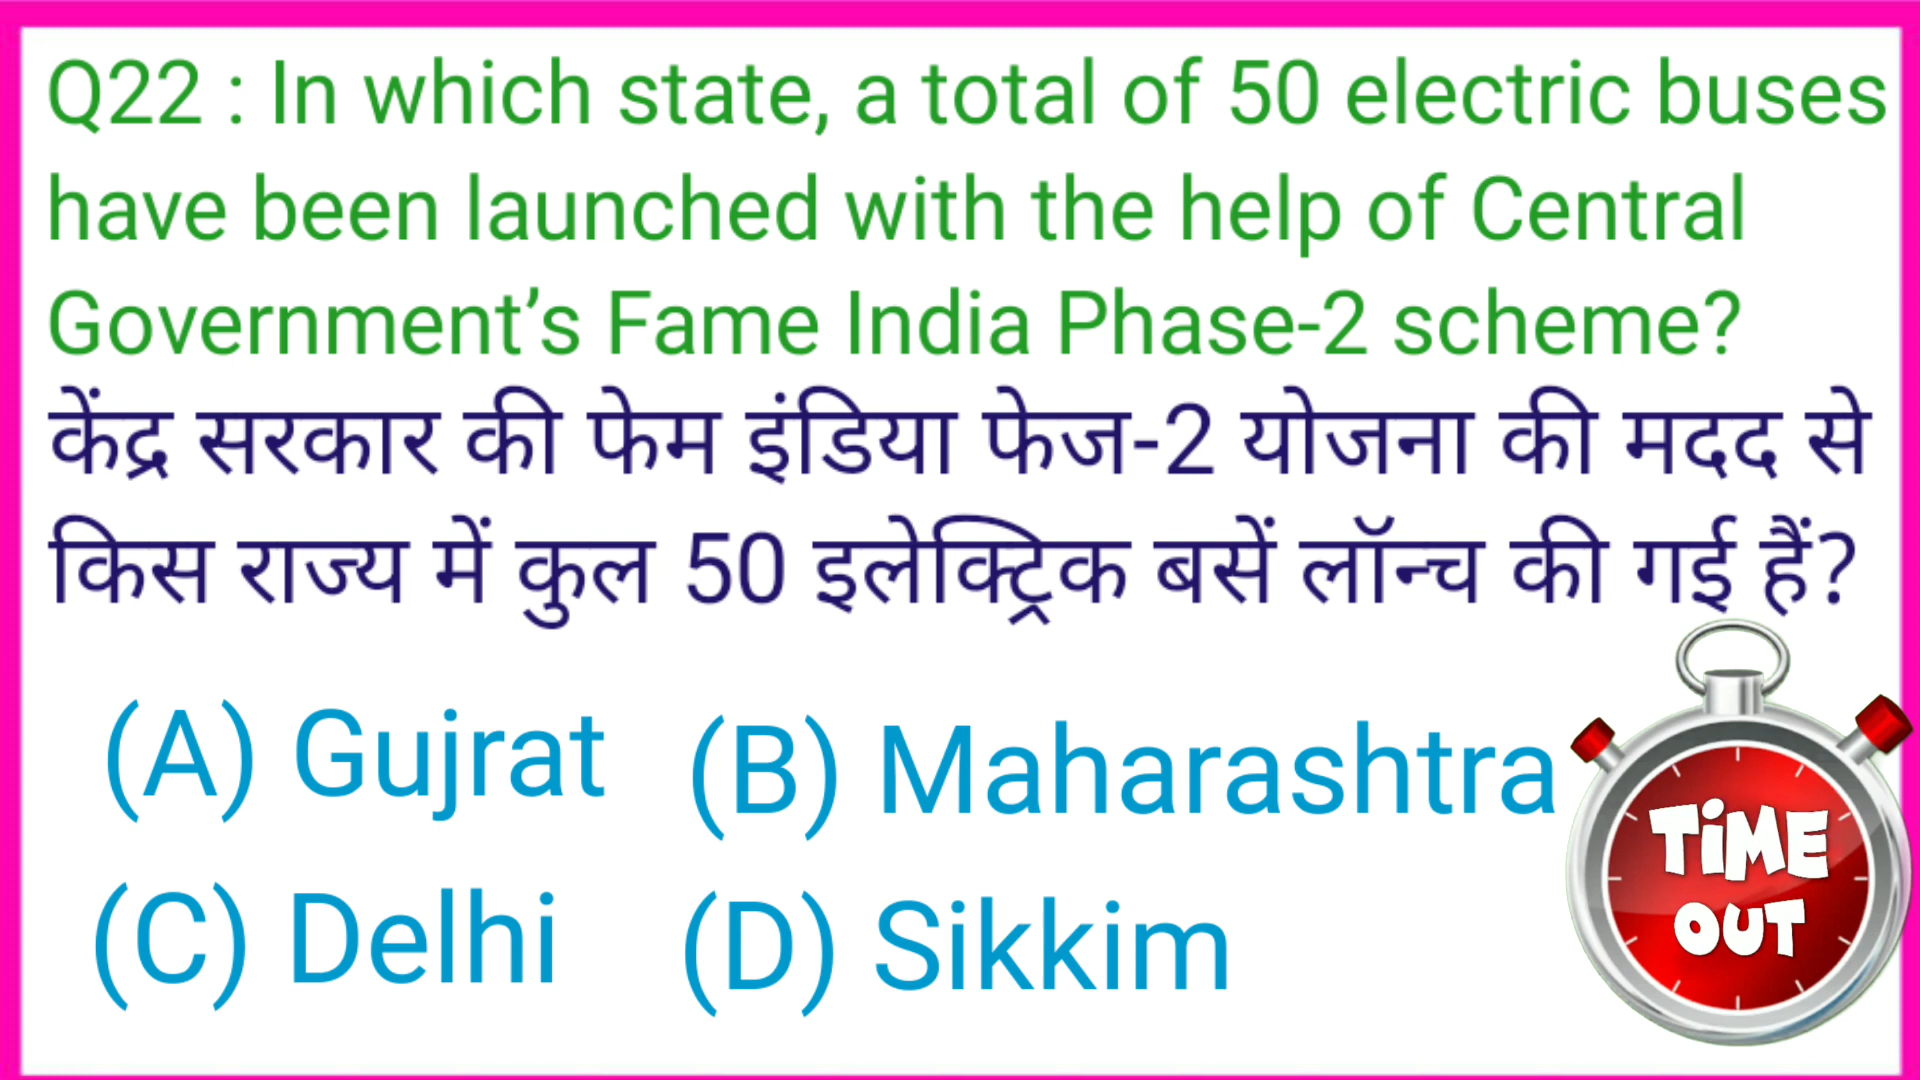 Q22 : In which state, a total of 50 electric buses
have been launched with the help of Central
Government’s Fame India Phase-2 scheme?
केंद्र सरकार की फेम इंडिया फेज-2 योजना की मदद से
किस राज्य में कुल 50 इलेक्ट्रिक बसें लॉन्च की गई हैं?
(A) Gujrat (B) Maharashtra
(C) Delhi (D) Sikkim
TiME
OUT